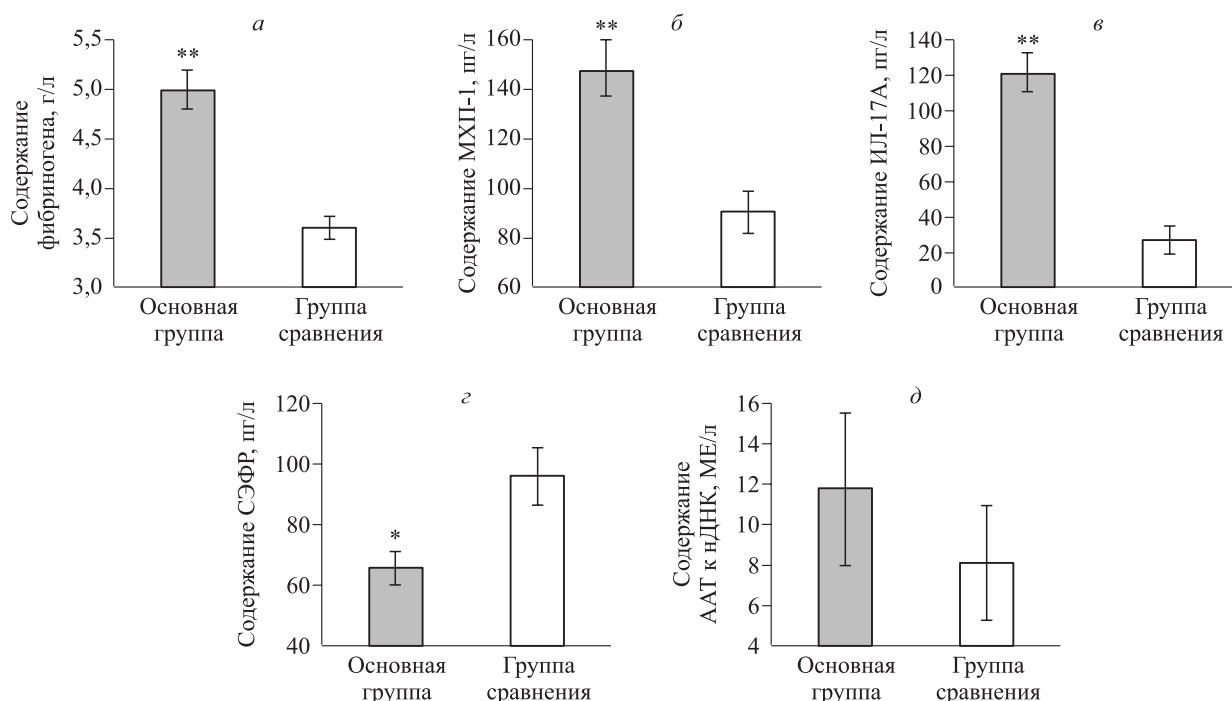 а
Содержание
фибриногена, г/л
5,5
5,0
4,5
4,0
3,5
3,0
**
Основная
группа
Группа
сравнения
б
Содержание МХП-1, пг/л
160
140
120
100
80
60
**
Основная
группа
Группа
сравнения
в
Содержание ИЛ-17А, пг/л
140
120
100
80
60
40
20
0
**
Основная
группа
Группа
сравнения
г
Содержание СЭФР, пг/л
120
100
80
60
40
*
Основная
группа
Группа
сравнения
д
Содержание
ААТ к нДНК, МЕ/л
16
14
12
10
8
6
4
Основная
группа
Группа
сравнения